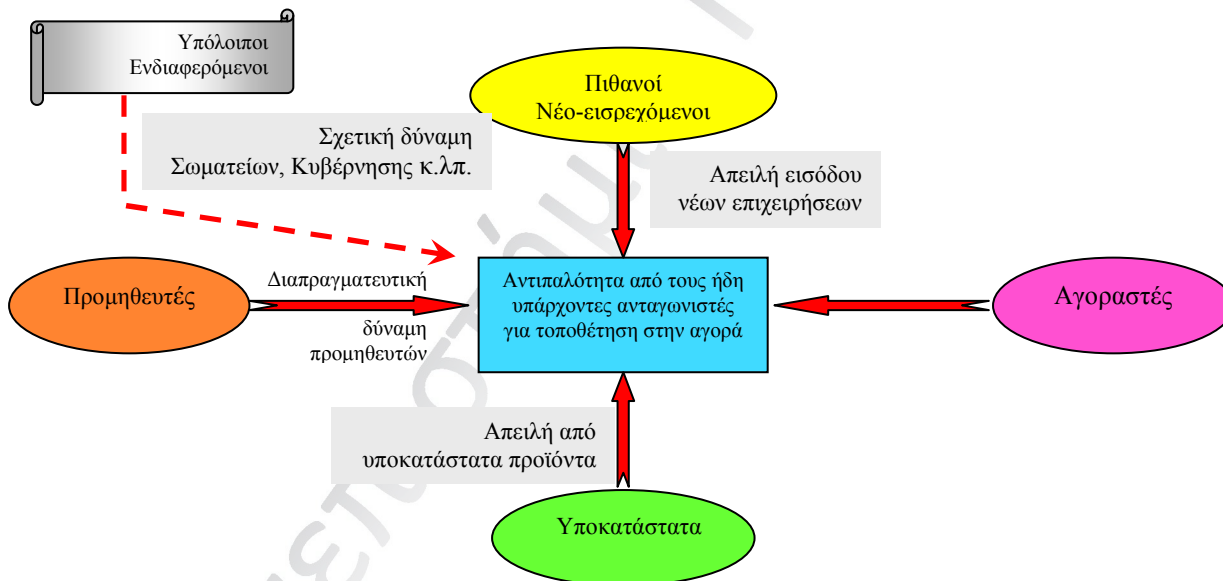 Υπόλοιποι
Ενδιαφερόμενοι
Πιθανοί
Νέο-εισρεχόμενοι
Σχετική δύναμη
Σωματείων, Κυβέρνησης κ.λπ.
Απειλή εισόδου
νέων επιχειρήσεων
Προμηθευτές
Διαπραγματευτική
δύναμη
προμηθευτών
Αντιπαλότητα από τους ήδη
υπάρχοντες ανταγωνιστές
για τοποθέτηση στην αγορά
Αγοραστές
Απειλή από
υποκατάστατα προϊόντα
Υποκατάστατα